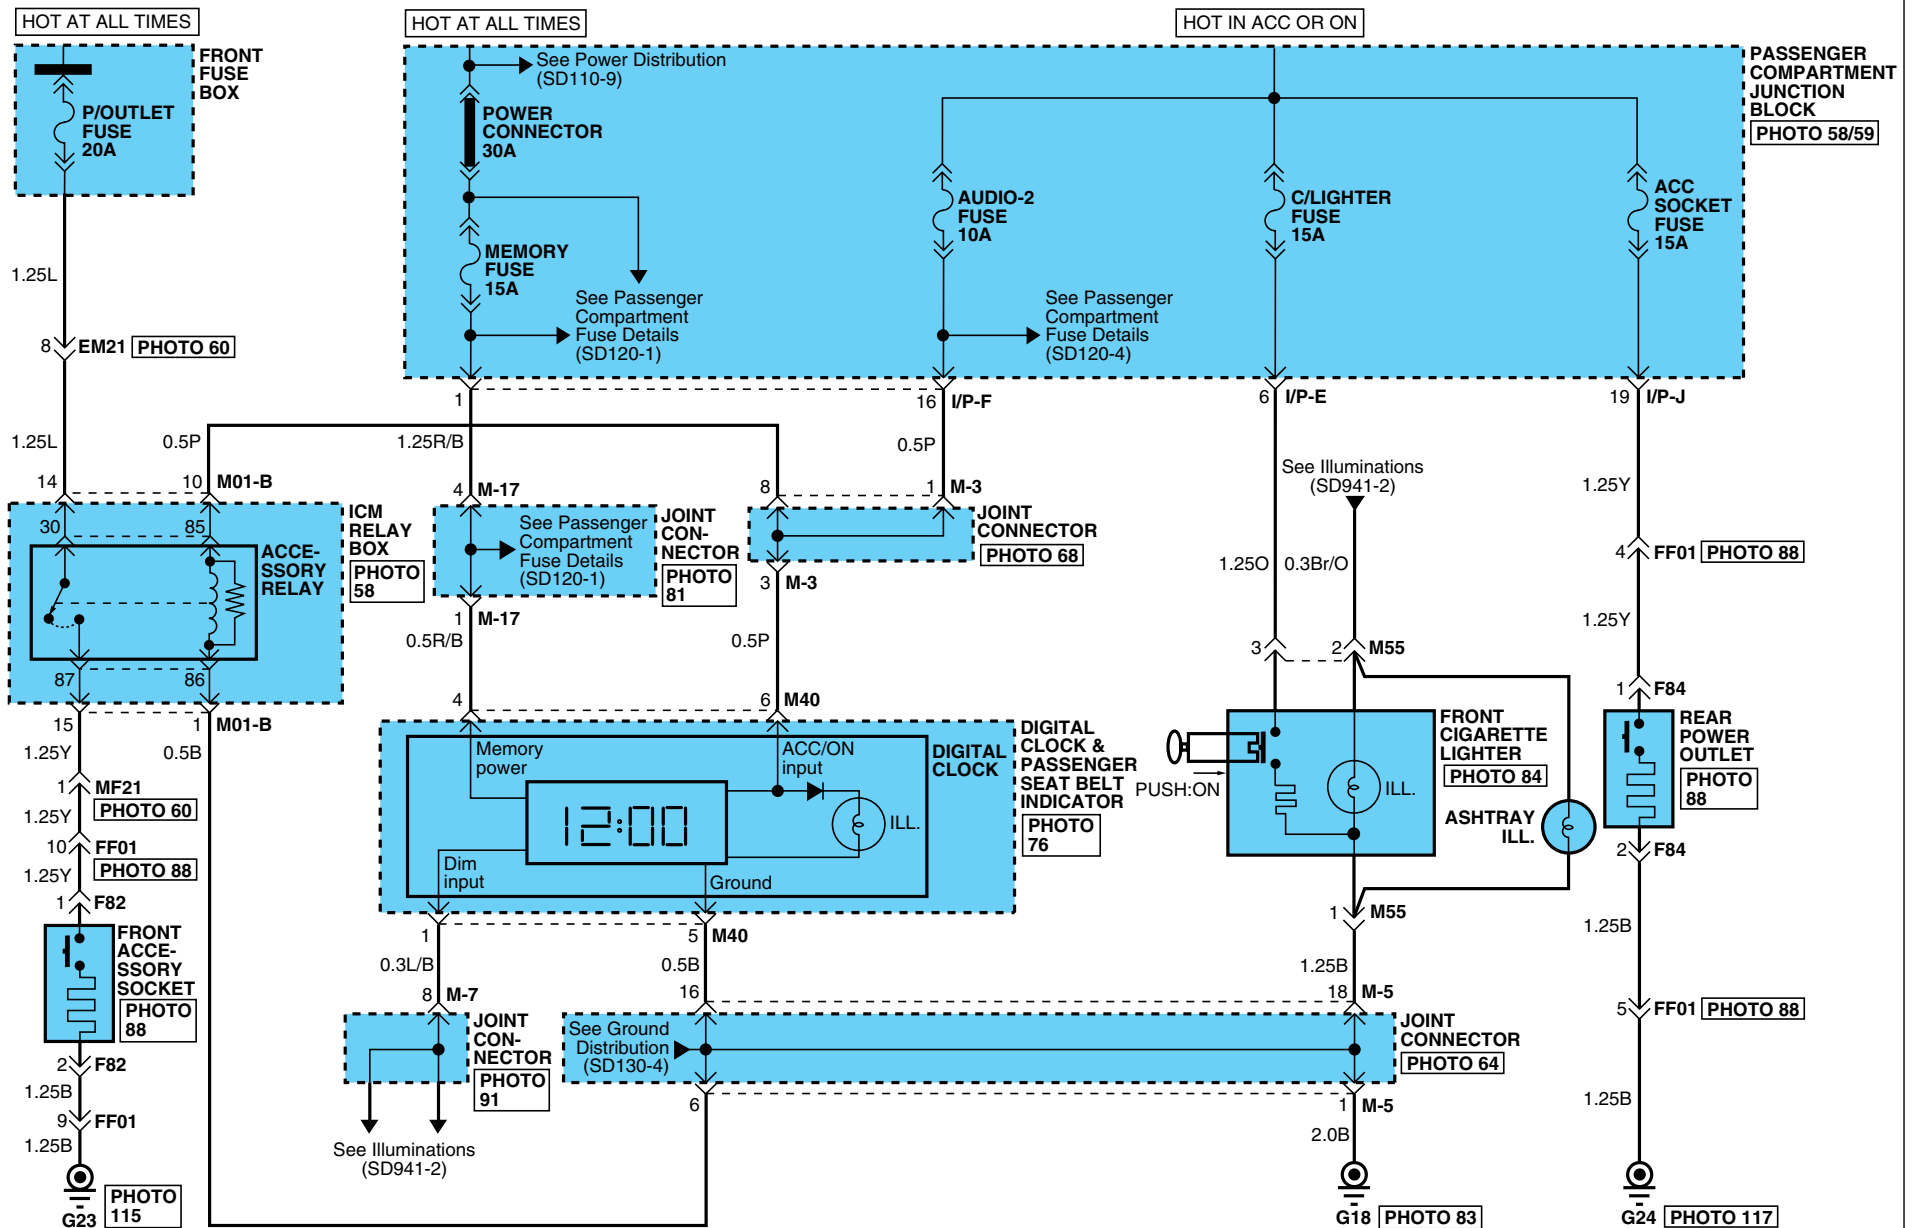 HOT AT ALL TIMES
HOT AT ALL TIMES
HOT IN ACC OR ON
FRONT
FUSE
BOX
P/OUTLET
FUSE
20A
See Power Distribution
(SD110-9)
POWER
CONNECTOR
30A
MEMORY
FUSE
15A
See Passenger
Compartment
Fuse Details
(SD120-1)
AUDIO-2
FUSE
10A
See Passenger
Compartment
Fuse Details
(SD120-4)
C/LIGHTER
FUSE
15A
ACC
SOCKET
FUSE
15A
PASSENGER
COMPARTMENT
JUNCTION
BLOCK
PHOTO 58/59
1.25L
8 EM21 PHOTO 60
1
16 I/P-F
6 I/P-E
19 I/P-J
1.25L
0.5P
1.25R/B
0.5P
14
10 M01-B
4 M-17
8
1 M-3
See Illuminations
(SD941-2)
1.25Y
30
85
ACCE-
SSORY
RELAY
ICM
RELAY
BOX
PHOTO
58
See Passenger
Compartment
Fuse Details
(SD120-1)
JOINT
CON-
NECTOR
PHOTO
81
JOINT
CONNECTOR
PHOTO 68
1.25O
0.3Br/O
4 FF01 PHOTO 88
1 M-17
3 M-3
0.5R/B
0.5P
1.25Y
87
86
3
2 M55
15
1 M01-B
4
6 M40
1 F84
1.25Y
0.5B
Memory
power
ACC/ON
input
DIGITAL
CLOCK
12:00
ILL.
Dim
input
Ground
DIGITAL
CLOCK &
PASSENGER
SEAT BELT
INDICATOR
PHOTO
76
PUSH:ON
ILL.
FRONT
CIGARETTE
LIGHTER
PHOTO 84
ASHTRAY
ILL.
REAR
POWER
OUTLET
PHOTO
88
1 MF21
PHOTO 60
1.25Y
10 FF01
PHOTO 88
1.25Y
1 F82
2 F84
1
5 M40
1 M55
FRONT
ACCE-
SSORY
SOCKET
PHOTO
88
0.3L/B
0.5B
1.25B
1.25B
8 M-7
16
18 M-5
5 FF01 PHOTO 88
JOINT
CON-
NECTOR
PHOTO
91
See Ground
Distribution
(SD130-4)
JOINT
CONNECTOR
PHOTO 64
2 F82
1.25B
9 FF01
1.25B
6
1 M-5
1.25B
2.0B
See Illuminations
(SD941-2)
G23
PHOTO
115
G18 PHOTO 83
G24 PHOTO 117